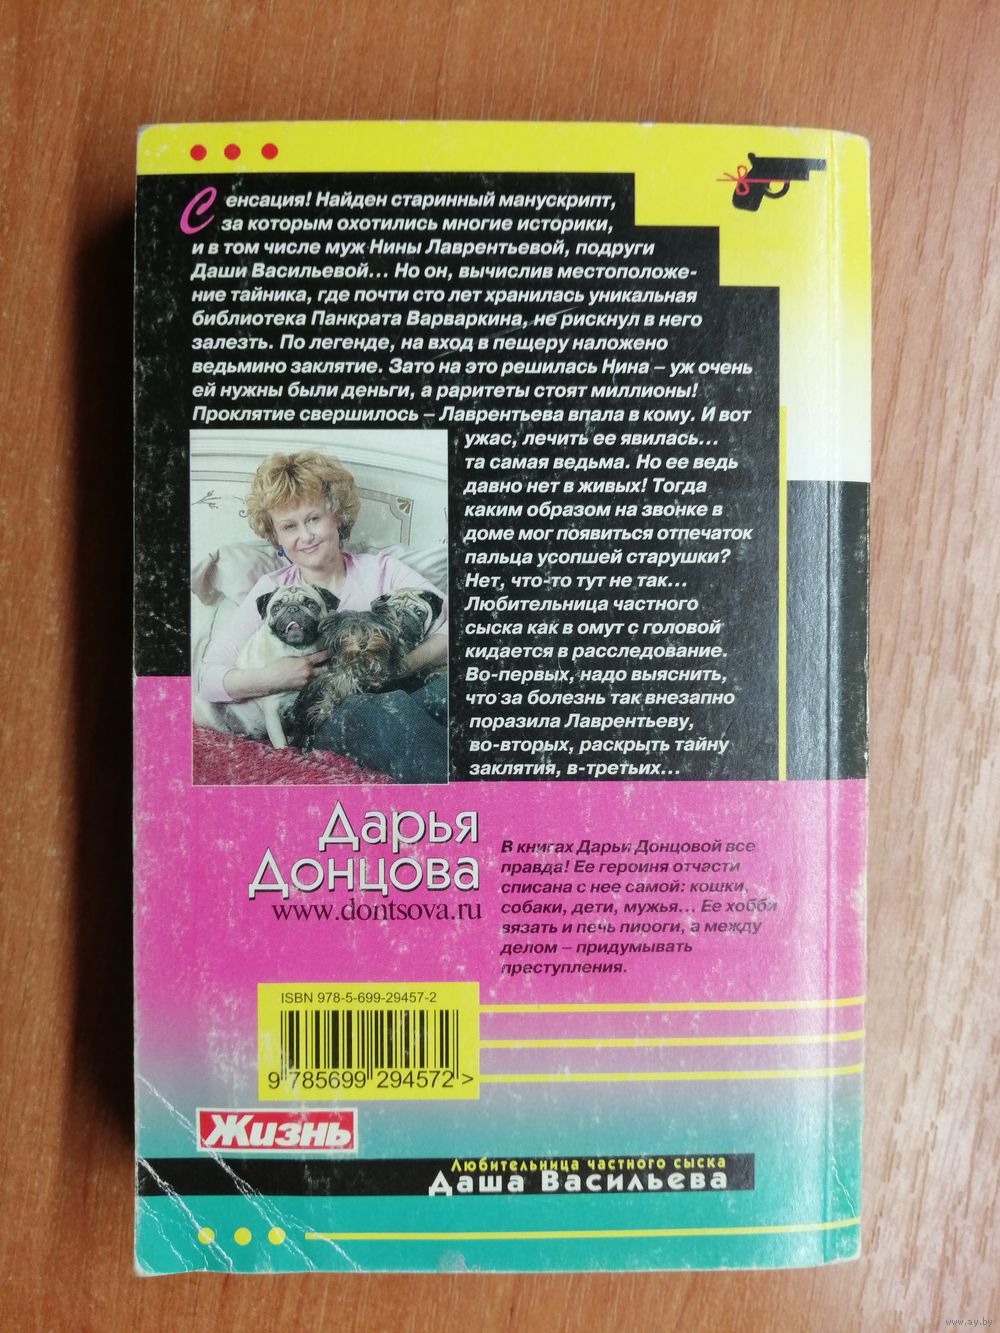 Сенсация! Найден старинный манускрипт,
за которым охотились многие историки,
и в том числе муж Нины Лаврентьевой, подруги
Даши Васильевой... Но он, вычислив местоположе-
ние тайника, где почти сто лет хранилась уникальная
библиотека Панкрата Варваркина, не рискнул в него
залезть. По легенде, на вход в пещеру наложено
ведьмино заклятие. Зато на это решилась Нина – уж очень
ей нужны были деньги, а раритеты стоят миллионы!
Проклятие свершилось – Лаврентьева впала в кому. И вот
ужас, лечить ее явилась...
та самая ведьма. Но ее ведь
давно нет в живых! Тогда
каким образом на звонке в
доме мог появиться отпечаток
пальца усопшей старушки?
Нет, что-то тут не так...
Любительница частного
сыска как в омут с головой
кидается в расследование.
Во-первых, надо выяснить,
что за болезнь так внезапно
поразила Лаврентьеву,
во-вторых, раскрыть тайну
заклятия, в-третьих...
Дарья
Донцова
www.dontsova.ru
В книгах Дарьи Донцовой все
правда! Ее героиня отчасти
списана с нее самой: кошки,
собаки, дети, мужья... Ее хобби
вязать и печь пироги, а между
делом – придумывать
преступления.
ISBN 978-5-699-29457-2
9 785699 294572 >
Жизнь
Любительница частного сыска
Даша Васильева
www.ay.by